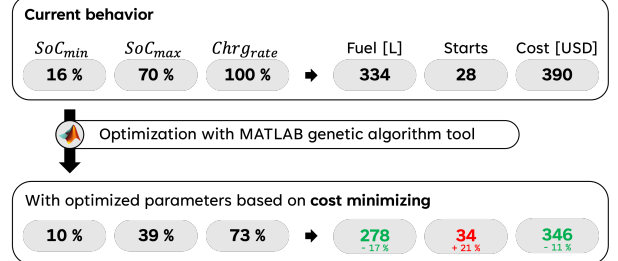 Current behavior
SoC_min SoC_max Chrg_rate Fuel [L] Starts Cost [USD]
16 % 70 % 100 % 334 28 390
Optimization with MATLAB genetic algorithm tool
With optimized parameters based on cost minimizing
10 % 39 % 73 % 278 34 346
- 17 % + 21 % - 11 %